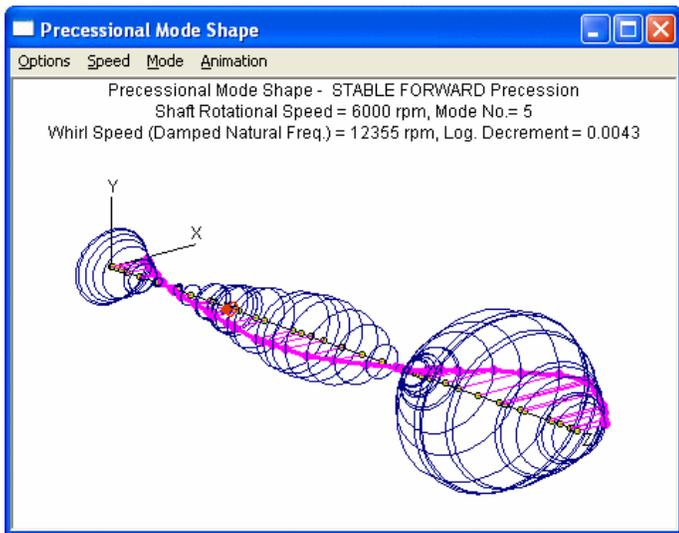 Precessional Mode Shape
Options Speed Mode Animation
Precessional Mode Shape - STABLE FORWARD Precession
Shaft Rotational Speed = 6000 rpm, Mode No.= 5
Whirl Speed (Damped Natural Freq.) = 12355 rpm, Log. Decrement = 0.0043
Y
X